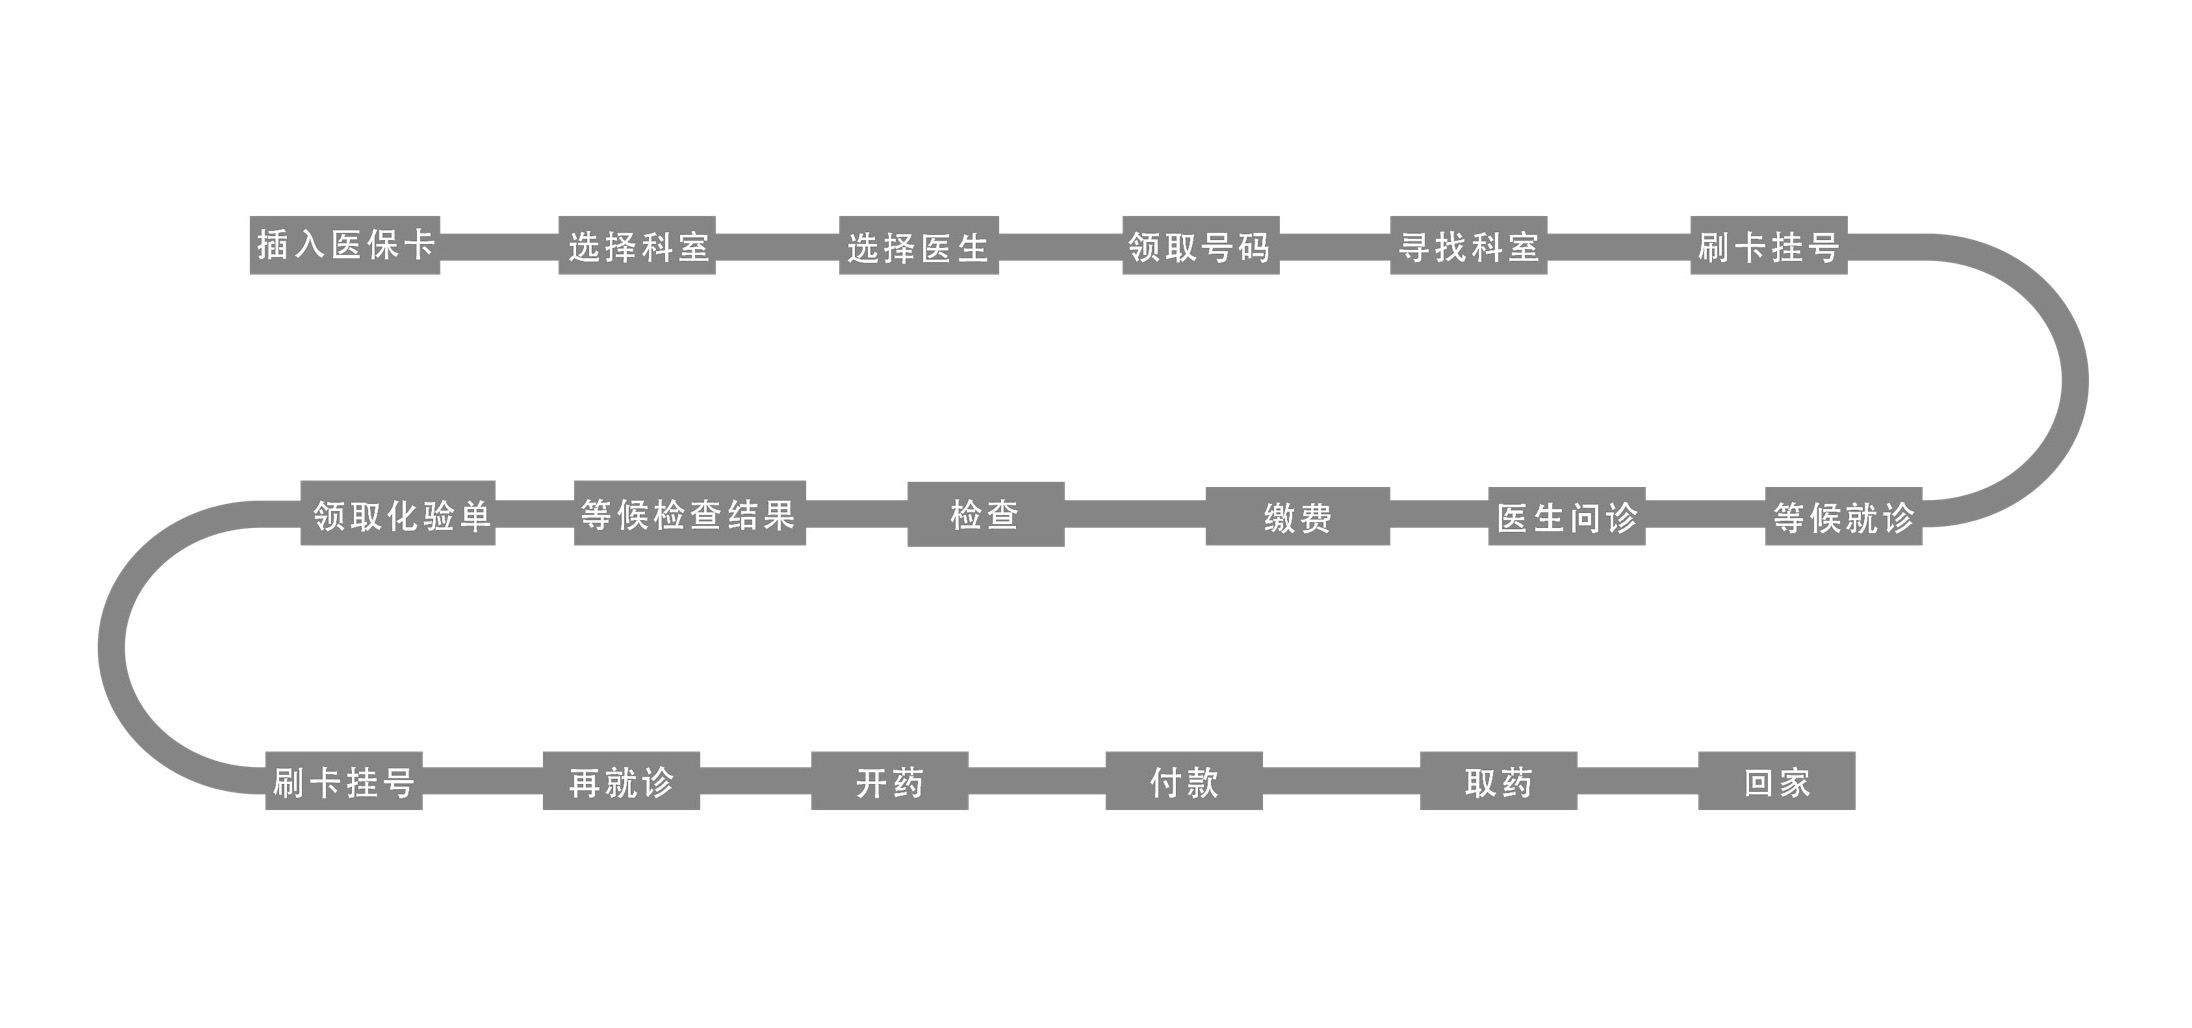 插入医保卡
选择科室
选择医生
领取号码
寻找科室
刷卡挂号
等候就诊
医生问诊
缴费
检查
等候检查结果
领取化验单
刷卡挂号
再就诊
开药
付款
取药
回家